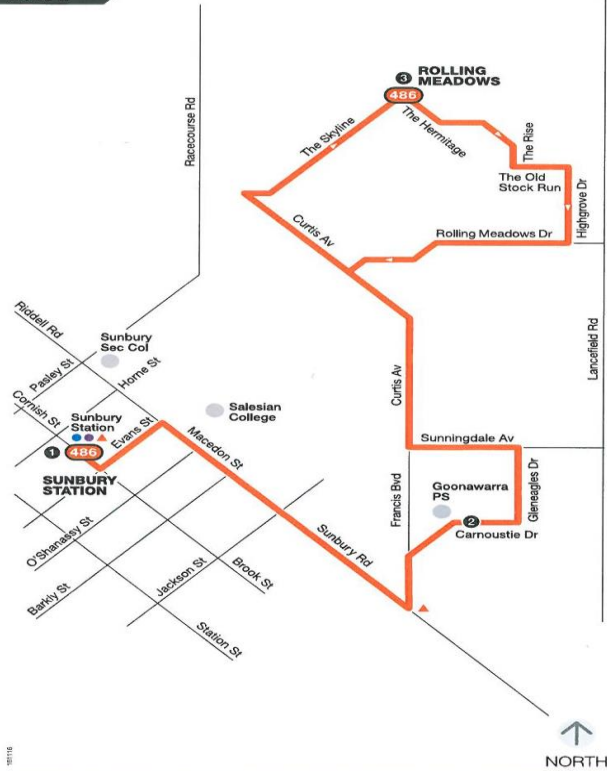 Racecourse Rd
3 ROLLING
MEADOWS
486
The Skyline
The Hermitage
The Rise
The Old
Stock Run
Highgrove Dr
Curtis Av
Rolling Meadows Dr
Lancefield Rd
Riddell Rd
Sunbury
Sec Col
Pasley St
Horne St
Curtis Av
Cornish St
Sunbury
Station
Evans St
Salesian
College
Macedon St
Sunningdale Av
1 486
SUNBURY
STATION
Francis Bvd
Goonawarra
PS
Gleneagles Dr
2
Carnoustie Dr
Sunbury Rd
O'Shanassy St
Barkly St
Jackson St
Brook St
Station St
181116
NORTH